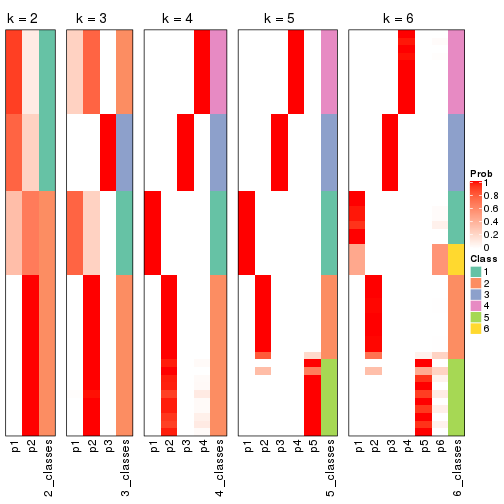 k = 2
k = 3
k = 4
k = 5
k = 6
p1
p2
2_classes
p1
p2
p3
3_classes
p1
p2
p3
p4
4_classes
p1
p2
p3
p4
p5
5_classes
p1
p2
p3
p4
p5
p6
6_classes
Prob
1
0.8
0.6
0.4
0.2
0
Class
1
2
3
4
5
6